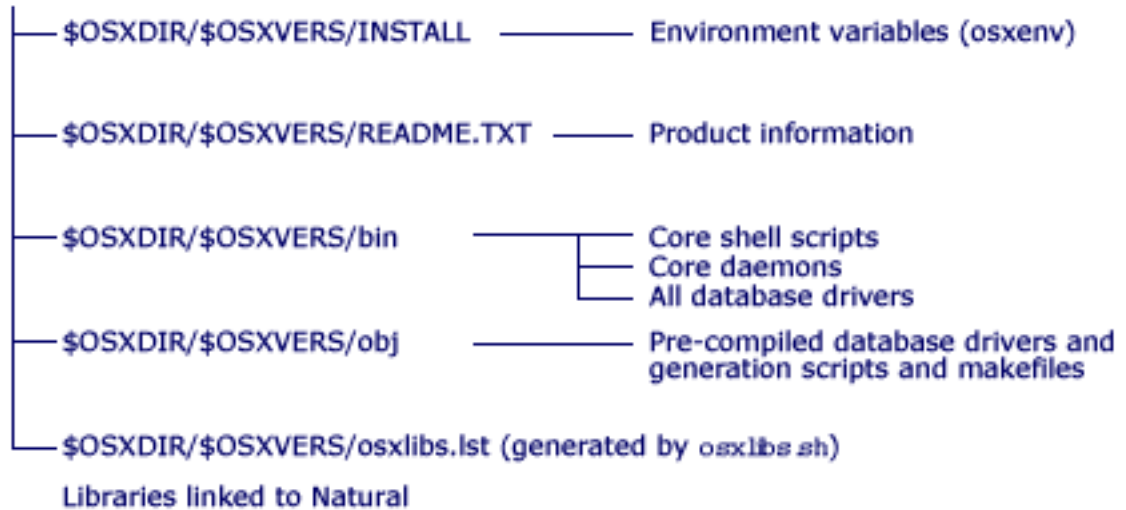 $OSXDIR/$OSXVERS/INSTALL Environment variables (osxenv)
$OSXDIR/$OSXVERS/README.TXT Product information
$OSXDIR/$OSXVERS/bin Core shell scripts
Core daemons
All database drivers
$OSXDIR/$OSXVERS/obj Pre-compiled database drivers and
generation scripts and makefiles
$OSXDIR/$OSXVERS/osxlibs.lst (generated by osxlibs.sh)
Libraries linked to Natural